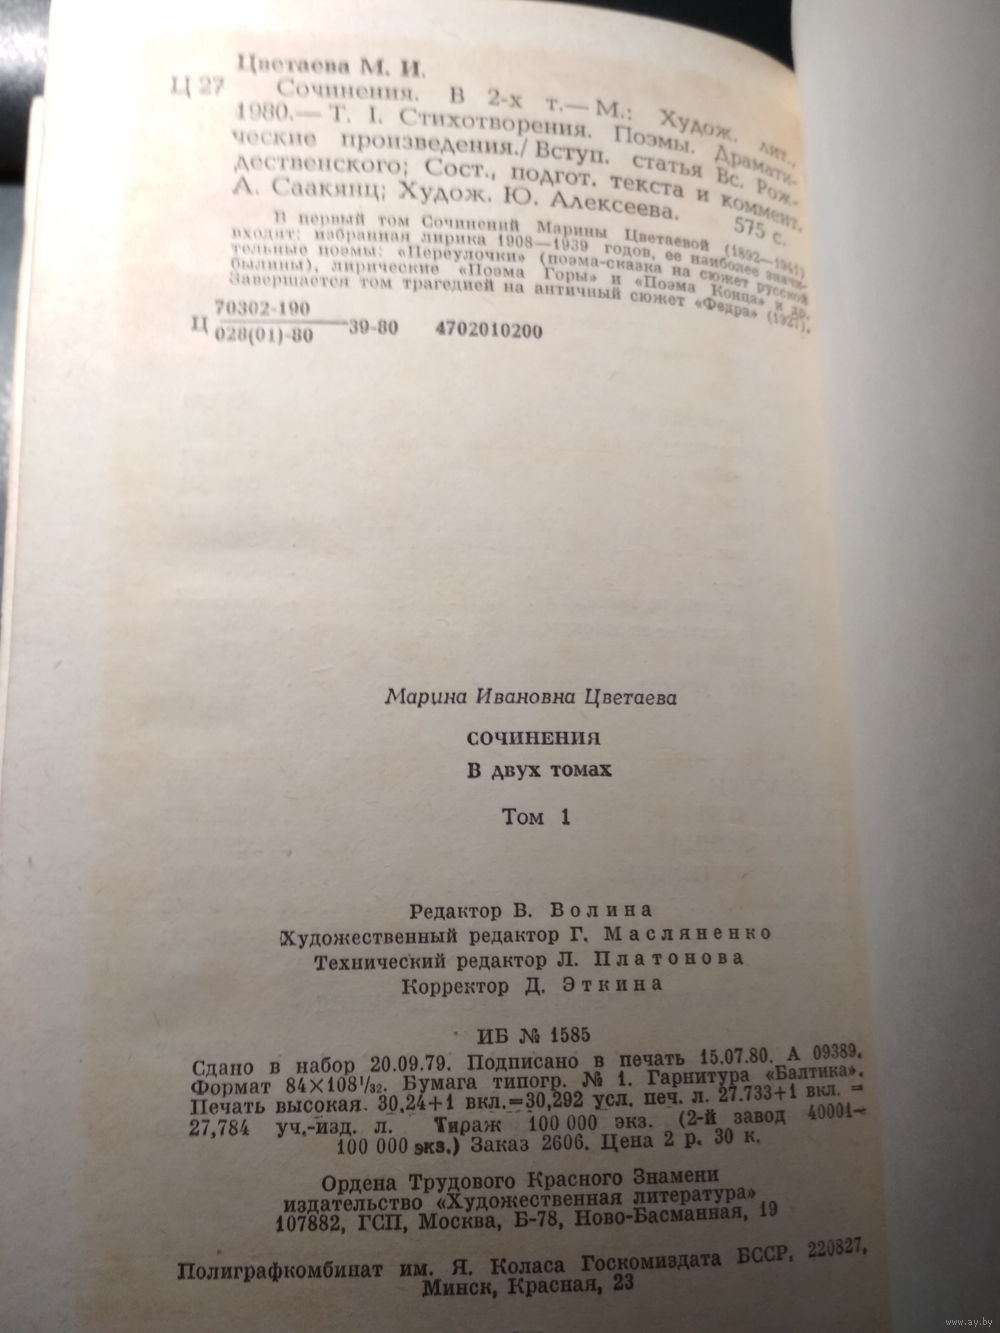 Цветаева М. И.
Ц 27 Сочинения. В 2-х т.— М.: Худож. лит.,
1980.— Т. 1. Стихотворения. Поэмы. Драмати-
ческие произведения./ Вступ. статья Вс. Рож-
дественского; Сост., подгот. текста и коммент.
А. Саакянц; Худож. Ю. Алексеева. 575 с.
В первый том Сочинений Марины Цветаевой (1892—1941)
входят: избранная лирика 1908—1939 годов, ее наиболее значи-
тельные поэмы: «Переулочки» (поэма-сказка на сюжет русской
былины), лирические «Поэма Горы» и «Поэма Конца» и др.
Завершается том трагедией на античный сюжет «Федра» (1927).
70302-190
Ц 39-80 4702010200
028(01)-80
Марина Ивановна Цветаева
СОЧИНЕНИЯ
В двух томах
Том 1
Редактор В. Волина
Художественный редактор Г. Масляненко
Технический редактор Л. Платонова
Корректор Д. Эткина
ИБ № 1585
Сдано в набор 20.09.79. Подписано в печать 15.07.80. А 09389.
Формат 84×108 1/32. Бумага типогр. № 1. Гарнитура «Балтика».
Печать высокая. 30,24+1 вкл.=30,292 усл. печ. л. 27.733+1 вкл. =
27,784 уч.-изд. л. Тираж 100 000 экз. (2-й завод 40001—
100 000 экз.) Заказ 2606. Цена 2 р. 30 к.
Ордена Трудового Красного Знамени
издательство «Художественная литература»
107882, ГСП, Москва, Б-78, Ново-Басманная, 19
Полиграфкомбинат им. Я. Коласа Госкомиздата БССР. 220827,
Минск, Красная, 23
www.ay.by